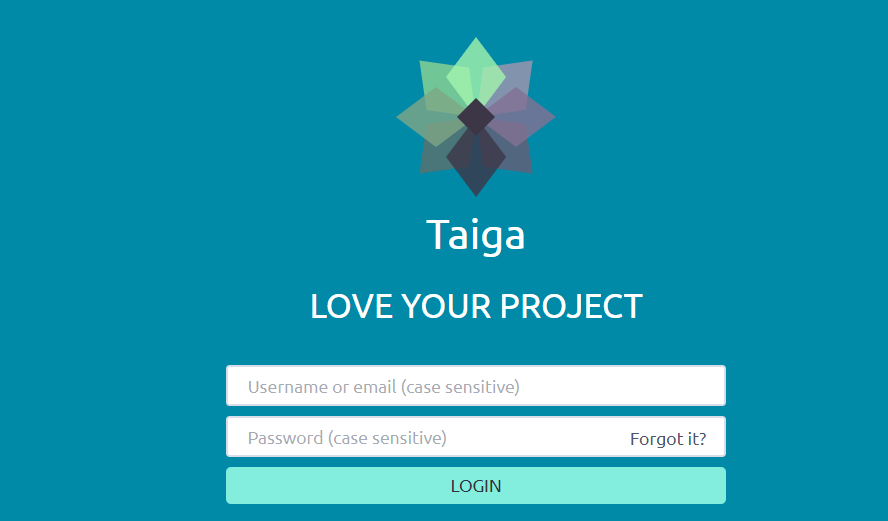 Taiga
LOVE YOUR PROJECT
Username or email (case sensitive)
Password (case sensitive) Forgot it?
LOGIN